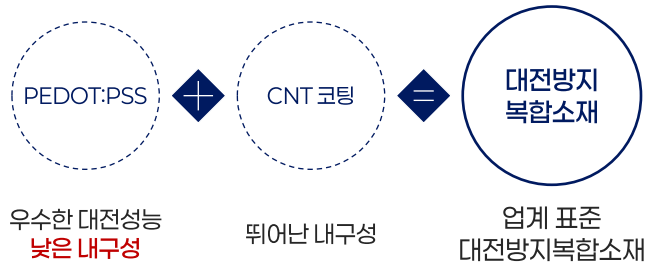 PEDOT:PSS
CNT 코팅
대전방지
복합소재
우수한 대전성능
낮은 내구성
뛰어난 내구성
업계 표준
대전방지복합소재